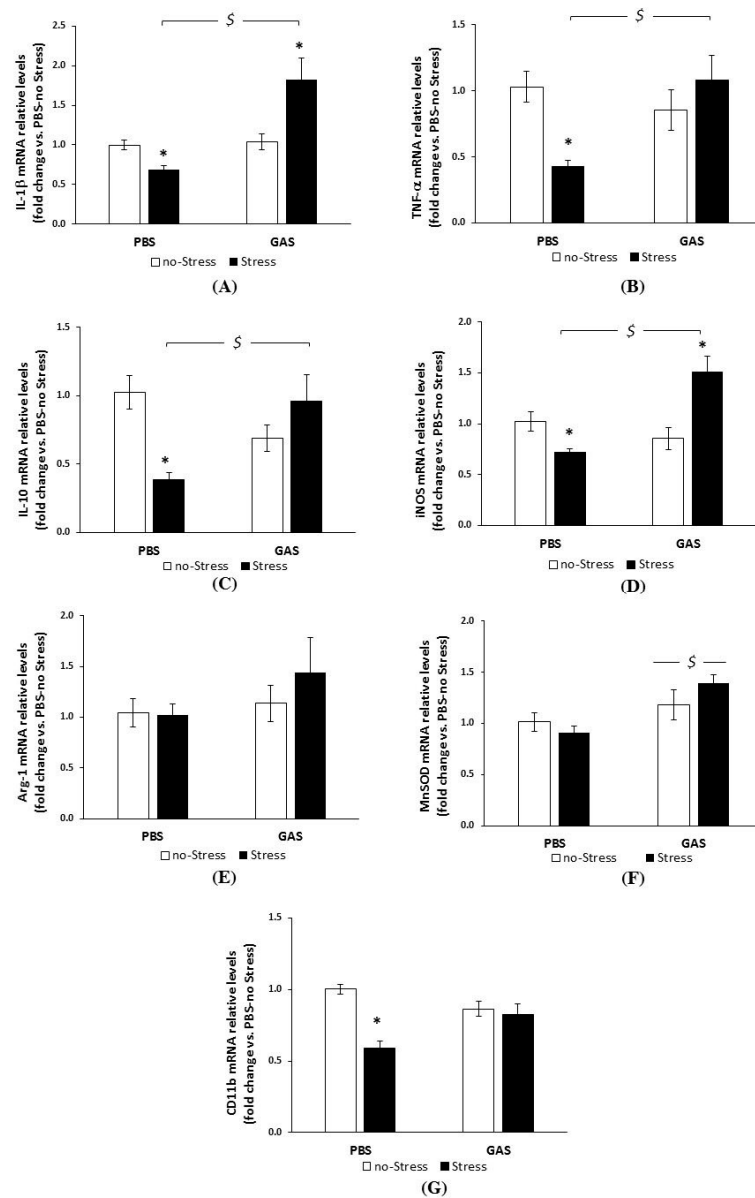 2.5
2.0
1.5
1.0
0.5
0.0
IL-1β mRNA relative levels
(fold change vs. PBS-no Stress)
$
*
*
PBS GAS
no-Stress Stress
(A)
1.5
1.0
0.5
0.0
TNF-α mRNA relative levels
(fold change vs. PBS-no Stress)
$
*
PBS GAS
no-Stress Stress
(B)
1.5
1.0
0.5
0.0
IL-10 mRNA relative levels
(fold change vs. PBS-no Stress)
$
*
PBS GAS
no-Stress Stress
(C)
2.0
1.5
1.0
0.5
0.0
iNOS mRNA relative levels
(fold change vs. PBS-no Stress)
$
*
*
PBS GAS
no-Stress Stress
(D)
2.0
1.5
1.0
0.5
0.0
Arg-1 mRNA relative levels
(fold change vs. PBS-no Stress)
PBS GAS
no-Stress Stress
(E)
2.0
1.5
1.0
0.5
0.0
MnSOD mRNA relative levels
(fold change vs. PBS-no Stress)
$
PBS GAS
no-Stress Stress
(F)
1.5
1.0
0.5
0.0
CD11b mRNA relative levels
(fold change vs. PBS-no Stress)
*
PBS GAS
no-Stress Stress
(G)